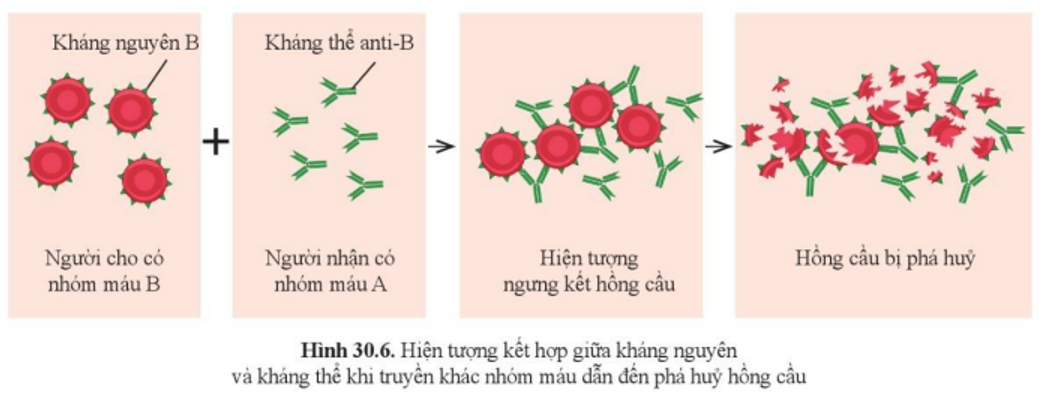 Kháng nguyên B
Kháng thể anti-B
+
Người cho có
nhóm máu B
Người nhận có
nhóm máu A
Hiện tượng
ngưng kết hồng cầu
Hồng cầu bị phá huỷ
Hình 30.6. Hiện tượng kết hợp giữa kháng nguyên
và kháng thể khi truyền khác nhóm máu dẫn đến phá huỷ hồng cầu